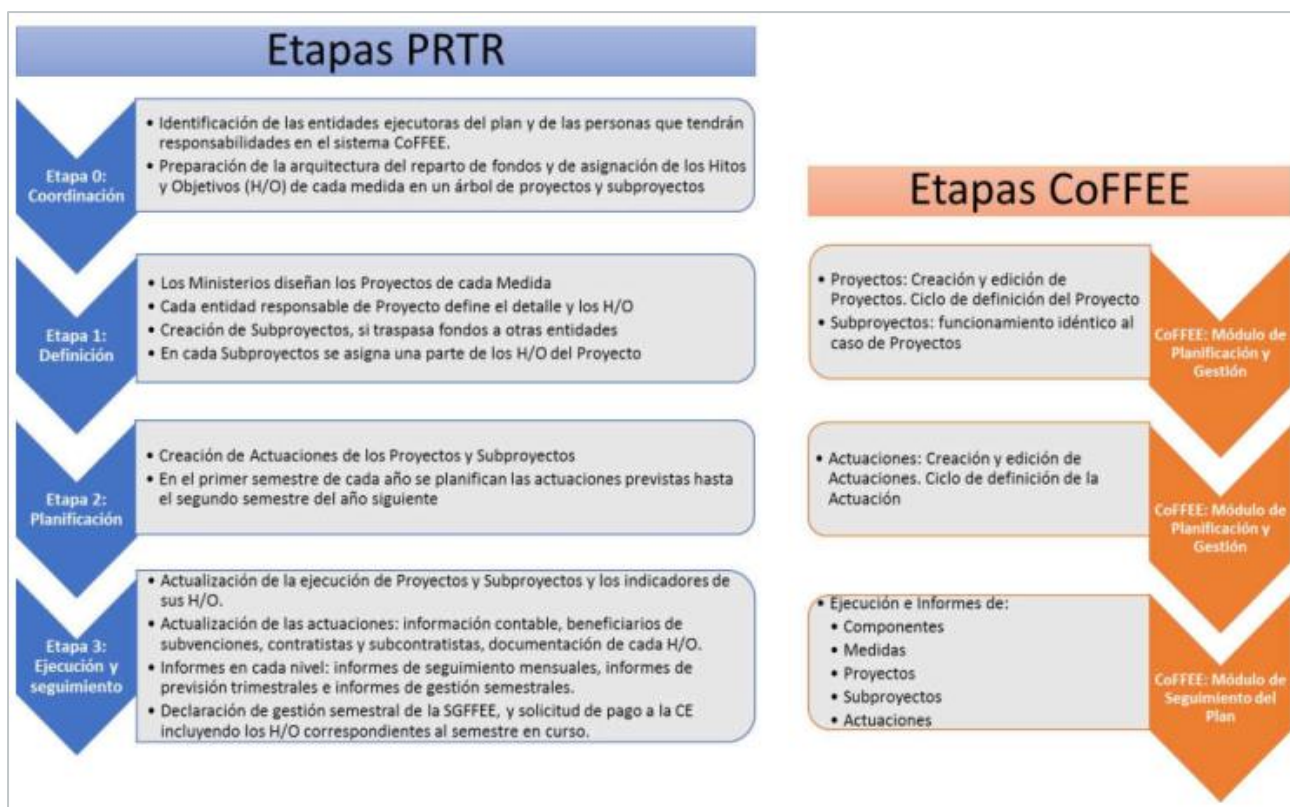 Etapas PRTR
Etapa 0:
Coordinación
• Identificación de las entidades ejecutoras del plan y de las personas que tendrán
responsabilidades en el sistema CoFFEE.
• Preparación de la arquitectura del reparto de fondos y de asignación de los Hitos
y Objetivos (H/O) de cada medida en un árbol de proyectos y subproyectos
Etapa 1:
Definición
• Los Ministerios diseñan los Proyectos de cada Medida
• Cada entidad responsable de Proyecto define el detalle y los H/O
• Creación de Subproyectos, si traspasa fondos a otras entidades
• En cada Subproyectos se asigna una parte de los H/O del Proyecto
Etapa 2:
Planificación
• Creación de Actuaciones de los Proyectos y Subproyectos
• En el primer semestre de cada año se planifican las actuaciones previstas hasta
el segundo semestre del año siguiente
Etapa 3:
Ejecución y
seguimiento
• Actualización de la ejecución de Proyectos y Subproyectos y los indicadores de
sus H/O.
• Actualización de las actuaciones: información contable, beneficiarios de
subvenciones, contratistas y subcontratistas, documentación de cada H/O.
• Informes en cada nivel: informes de seguimiento mensuales, informes de
previsión trimestrales e informes de gestión semestrales.
• Declaración de gestión semestral de la SGFFEE, y solicitud de pago a la CE
incluyendo los H/O correspondientes al semestre en curso.
Etapas CoFFEE
• Proyectos: Creación y edición de
Proyectos. Ciclo de definición del Proyecto
• Subproyectos: funcionamiento idéntico al
caso de Proyectos
CoFFEE: Módulo de
Planificación y
Gestión
• Actuaciones: Creación y edición de
Actuaciones. Ciclo de definición de la
Actuación
CoFFEE: Módulo de
Planificación y
Gestión
• Ejecución e Informes de:
• Componentes
• Medidas
• Proyectos
• Subproyectos
• Actuaciones
CoFFEE: Módulo de
Seguimiento del
Plan